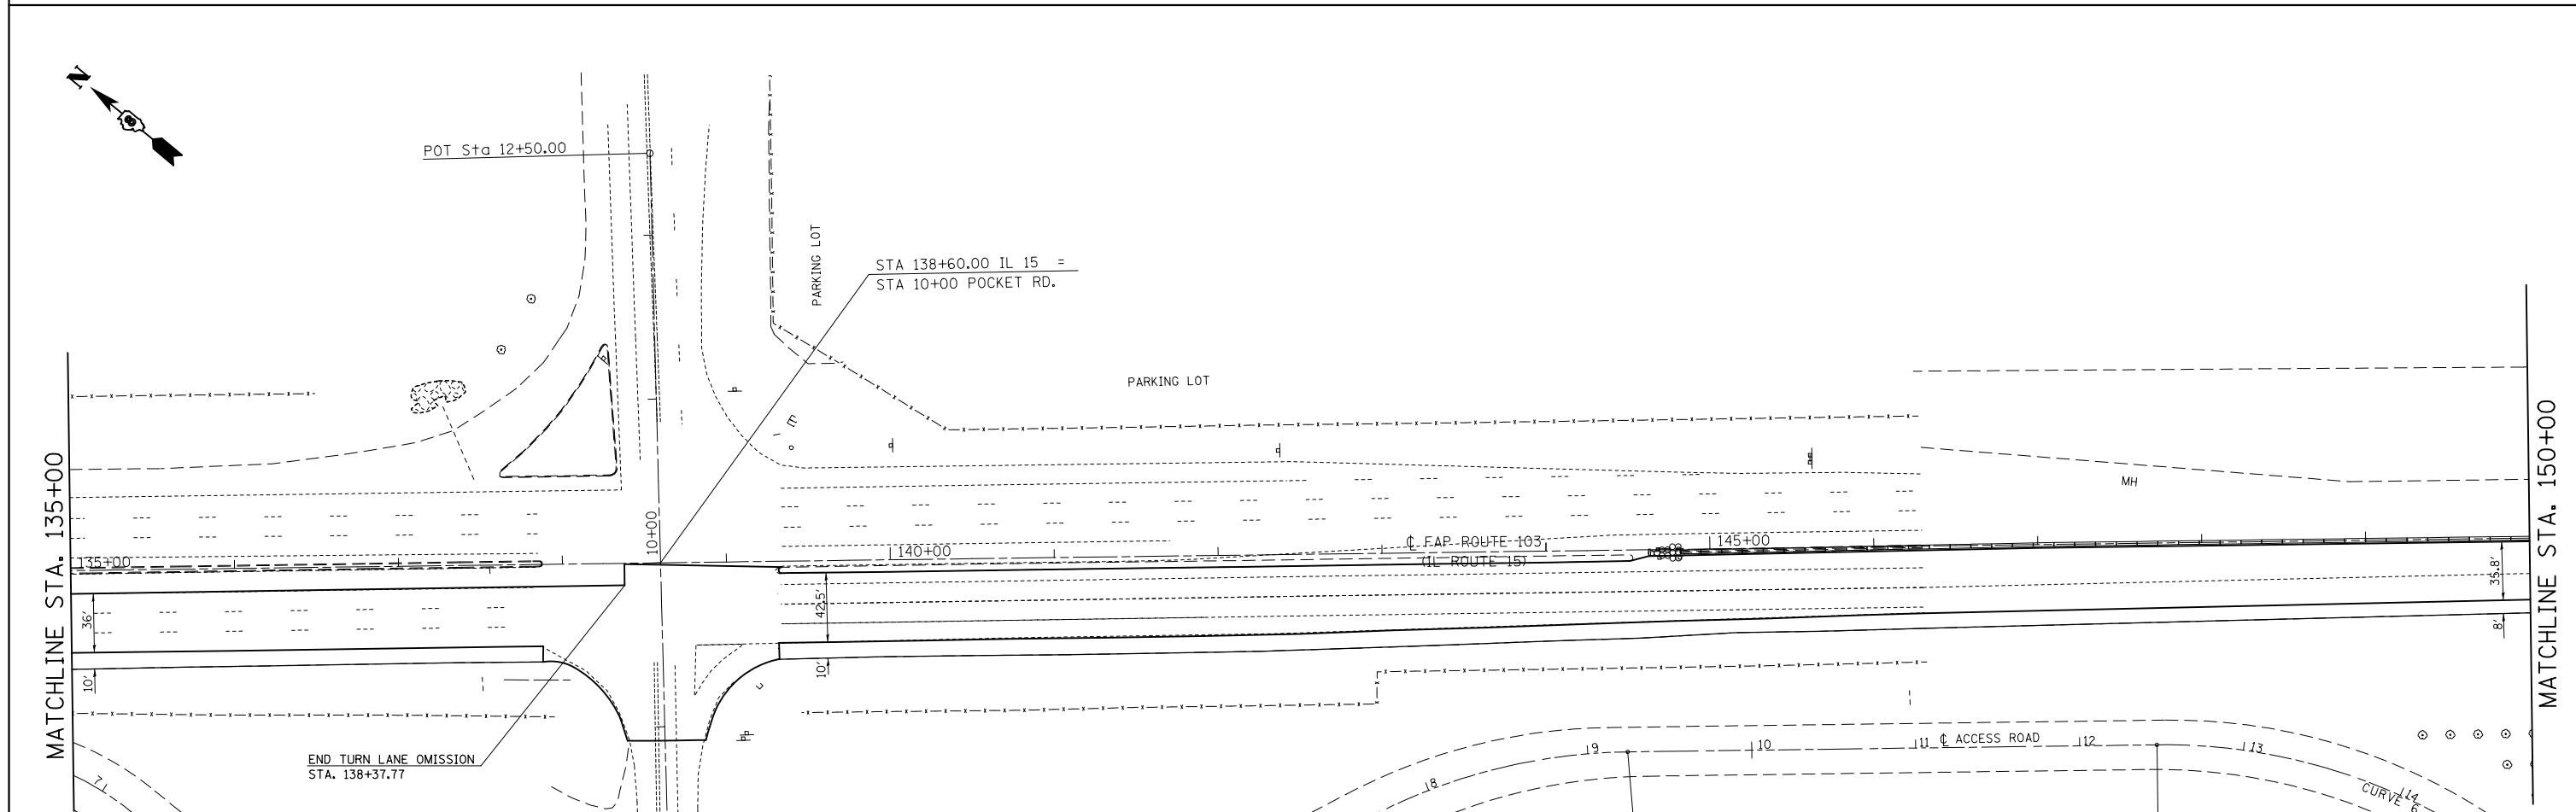 N
POT Sta 12+50.00
PARKING LOT
STA 138+60.00 IL 15 =
STA 10+00 POCKET RD.
PARKING LOT
MATCHLINE STA. 135+00
MATCHLINE STA. 150+00
MH
10+00
135+00
140+00
℄ FAP ROUTE 103
(IL ROUTE 15)
145+00
36'
42.5'
35.8'
10'
10'
8'
END TURN LANE OMISSION
STA. 138+37.77
7
8
9
10
11
℄ ACCESS ROAD
12
13
14
CURVE 6